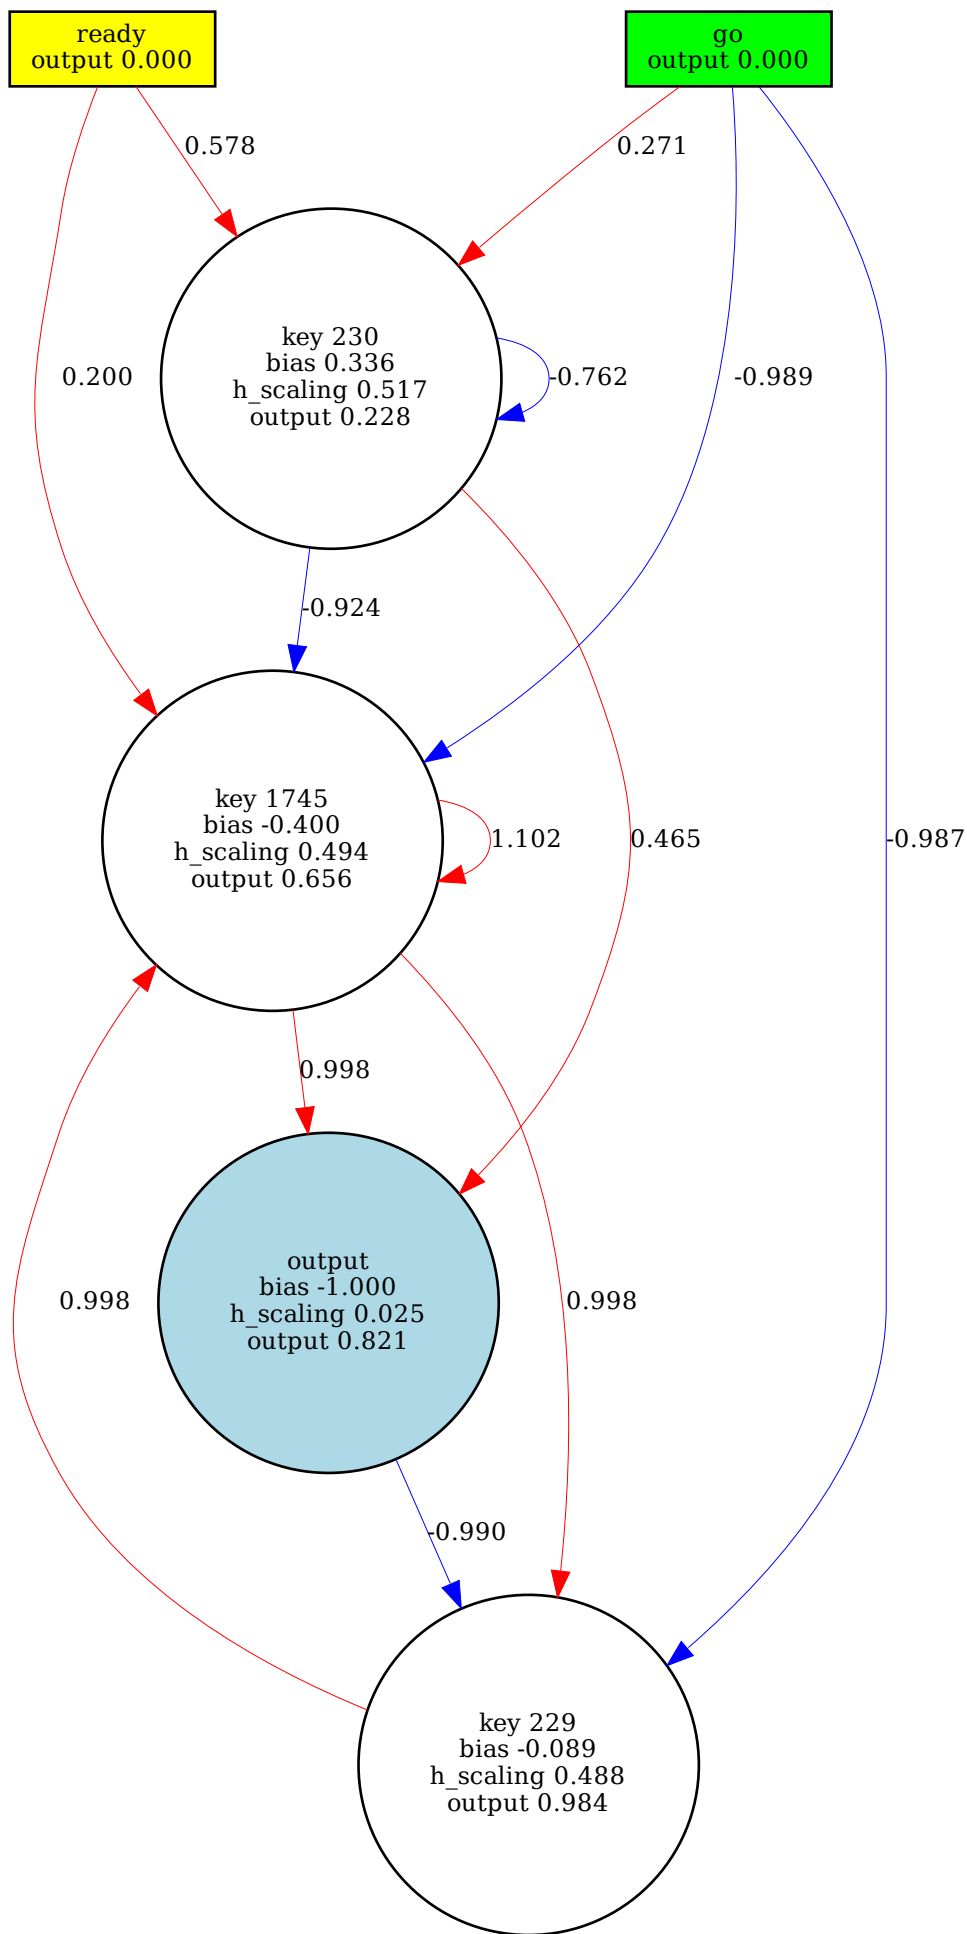 ready
output 0.000
go
output 0.000
0.578
0.271
key 230
bias 0.336
h_scaling 0.517
output 0.228
0.200
-0.762
-0.989
-0.924
key 1745
bias -0.400
h_scaling 0.494
output 0.656
1.102
0.465
-0.987
0.998
output
bias -1.000
h_scaling 0.025
output 0.821
0.998
0.998
-0.990
key 229
bias -0.089
h_scaling 0.488
output 0.984